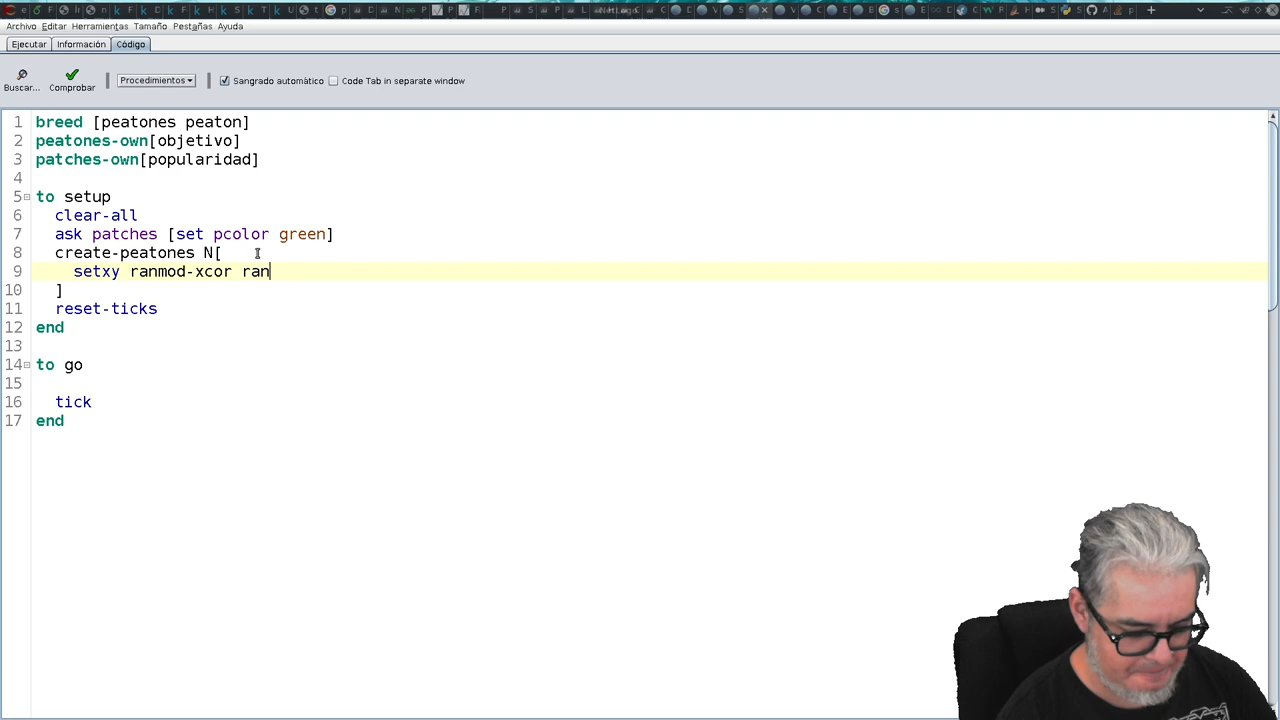 Archivo Editar Herramientas Tamaño Pestañas Ayuda
Ejecutar Información Código
Buscar... Comprobar Procedimientos Sangrado automático Code Tab in separate window
1 breed [peatones peaton]
2 peatones-own[objetivo]
3 patches-own[popularidad]
4
5 to setup
6 clear-all
7 ask patches [set pcolor green]
8 create-peatones N[
9 setxy ranmod-xcor ran
10 ]
11 reset-ticks
12 end
13
14 to go
15
16 tick
17 end